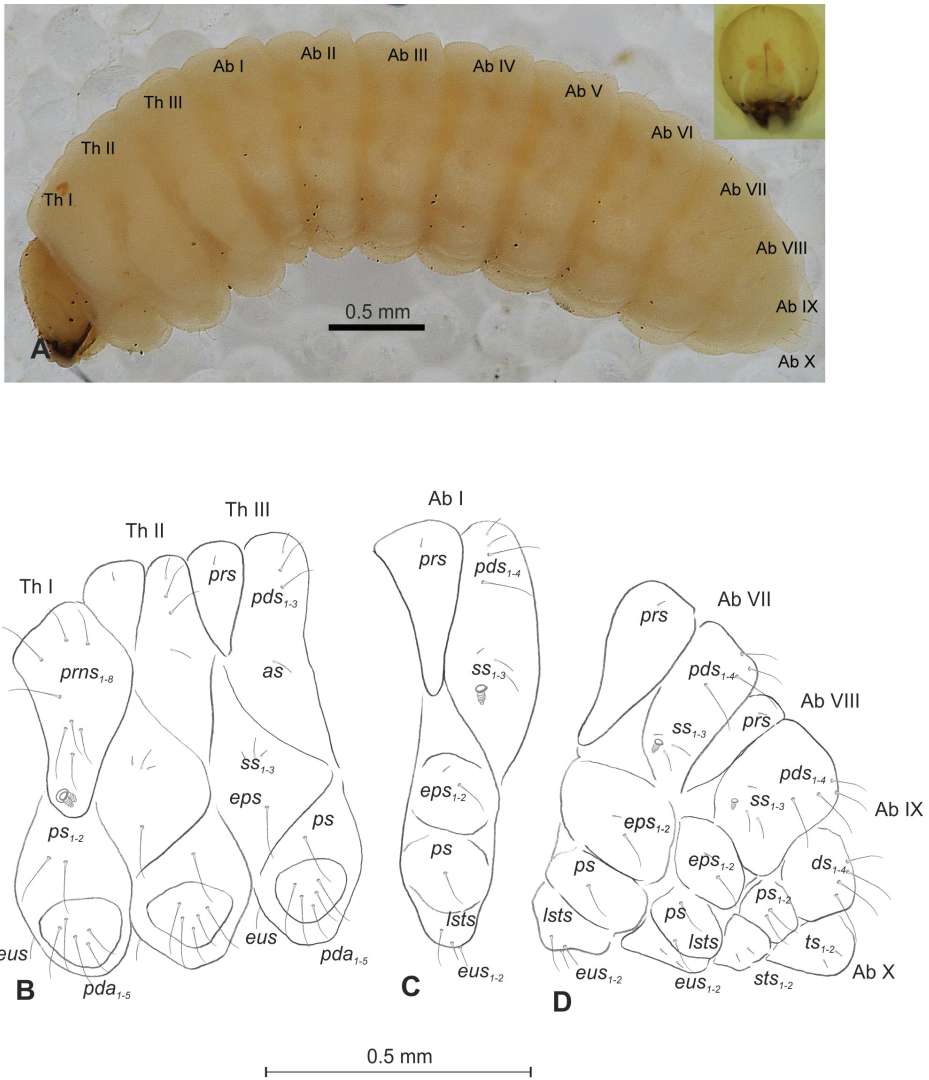 Ab I
Ab II
Ab III
Ab IV
Ab V
Ab VI
Ab VII
Ab VIII
Ab IX
Ab X
Th III
Th II
Th I
0.5 mm
A
Th I
Th II
Th III
prs
pds1-3
prns1-8
as
ss1-3
eps
ps
ps1-2
eus
eus
pda1-5
pda1-5
B
Ab I
prs
pds1-4
ss1-3
eps1-2
ps
lsts
eus1-2
C
Ab VII
Ab VIII
Ab IX
Ab X
prs
pds1-4
prs
ss1-3
pds1-4
ss1-3
eps1-2
eps1-2
ds1-4
ps
ps1-2
ps
lsts
lsts
ts1-2
eus1-2
eus1-2
sts1-2
D
0.5 mm